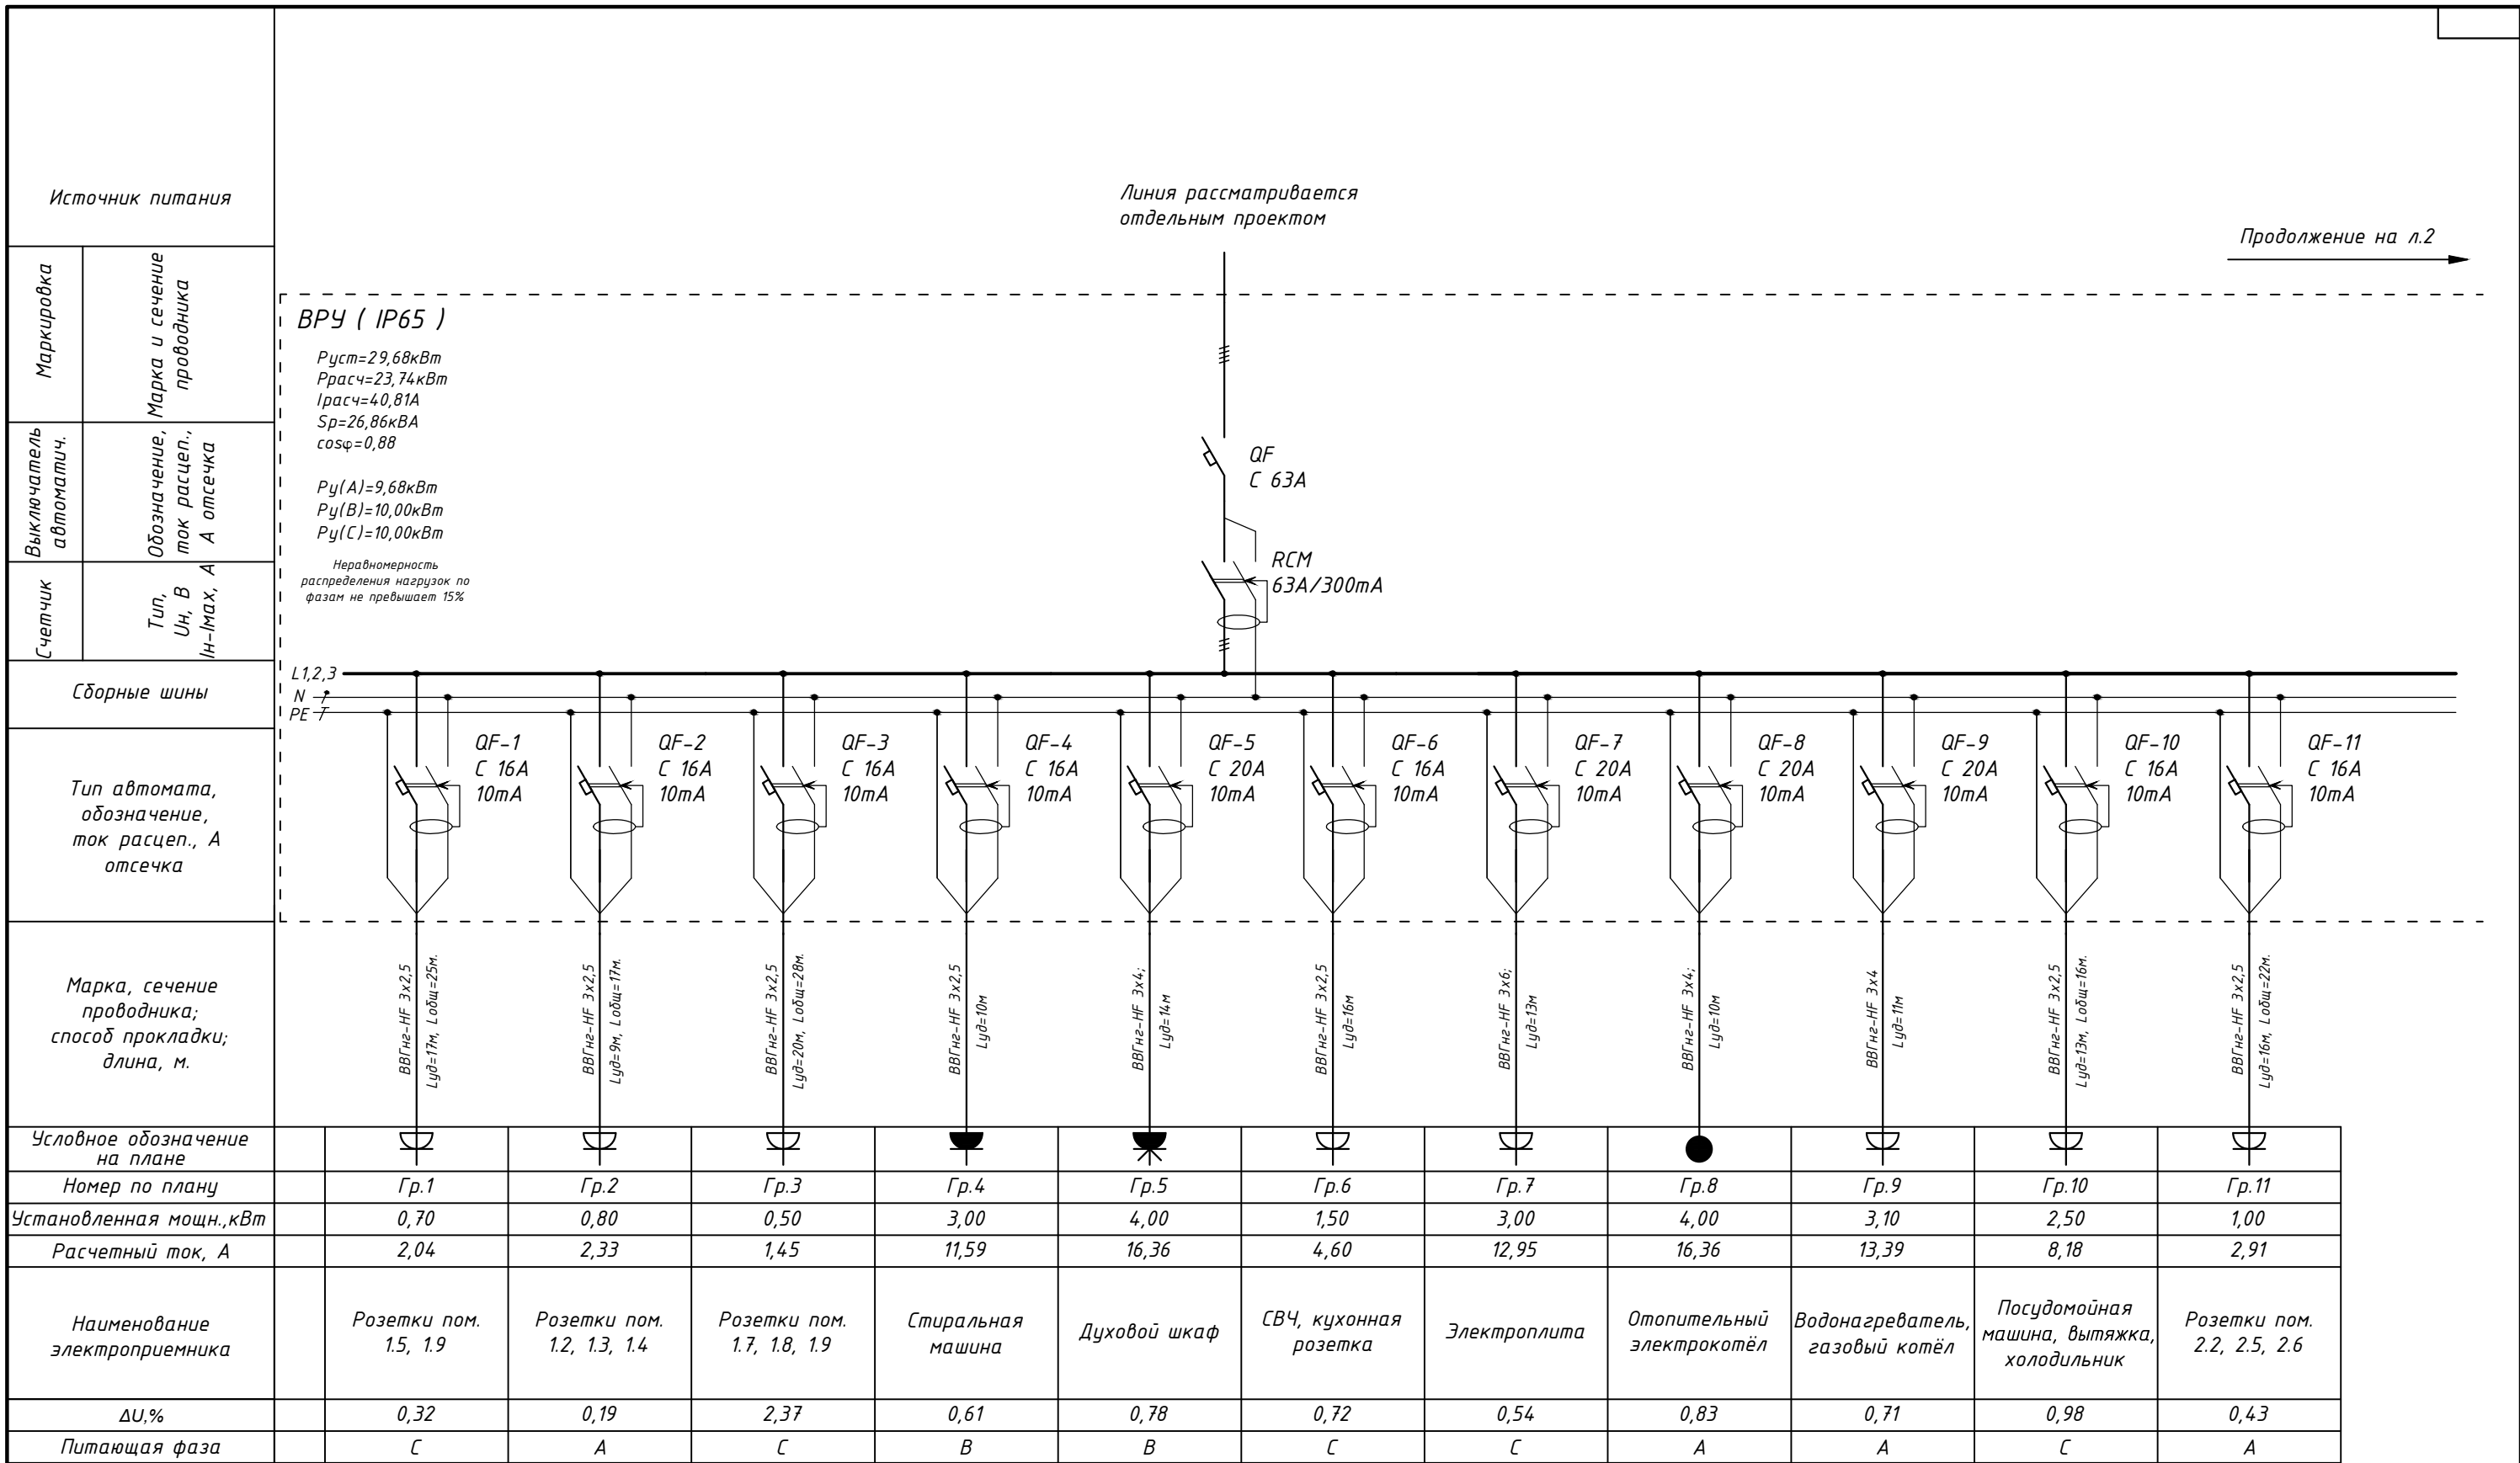 Источник питания
Линия рассматривается
отдельным проектом
Продолжение на л.2
Маркировка
Марка и сечение
проводника
Выключатель
автоматич.
Обозначение,
ток расцеп.,
А отсечка
Счетчик
Тип,
Uн, В
Iн-Imax, А
ВРУ ( IP65 )
Руст=29,68кВт
Ррасч=23,74кВт
Iрасч=40,81А
Sр=26,86кВА
cosφ=0,88
Ру(А)=9,68кВт
Ру(В)=10,00кВт
Ру(С)=10,00кВт
Неравномерность
распределения нагрузок по
фазам не превышает 15%
QF
C 63А
RCM
63А/300mA
Сборные шины
L1,2,3
N
PE
Тип автомата,
обозначение,
ток расцеп., А
отсечка
QF-1
C 16А
10mA
QF-2
C 16А
10mA
QF-3
C 16А
10mA
QF-4
C 16А
10mA
QF-5
C 20А
10mA
QF-6
C 16А
10mA
QF-7
C 20А
10mA
QF-8
C 20А
10mA
QF-9
C 20А
10mA
QF-10
C 16А
10mA
QF-11
C 16А
10mA
Марка, сечение
проводника;
способ прокладки;
длина, м.
ВВГнг-HF 3х2,5
Lуд=17м, Lобщ=25м.
ВВГнг-HF 3х2,5
Lуд=9м, Lобщ=17м.
ВВГнг-HF 3х2,5
Lуд=20м, Lобщ=28м.
ВВГнг-HF 3х2,5
Lуд=10м
ВВГнг-HF 3х4;
Lуд=14м
ВВГнг-HF 3х2,5
Lуд=16м
ВВГнг-HF 3х6;
Lуд=13м
ВВГнг-HF 3х4;
Lуд=10м
ВВГнг-HF 3х4
Lуд=11м
ВВГнг-HF 3х2,5
Lуд=13м, Lобщ=16м.
ВВГнг-HF 3х2,5
Lуд=16м, Lобщ=22м.
Условное обозначение
на плане
Номер по плану Гр.1 Гр.2 Гр.3 Гр.4 Гр.5 Гр.6 Гр.7 Гр.8 Гр.9 Гр.10 Гр.11
Установленная мощн.,кВт 0,70 0,80 0,50 3,00 4,00 1,50 3,00 4,00 3,10 2,50 1,00
Расчетный ток, А 2,04 2,33 1,45 11,59 16,36 4,60 12,95 16,36 13,39 8,18 2,91
Наименование
электроприемника
Розетки пом.
1.5, 1.9
Розетки пом.
1.2, 1.3, 1.4
Розетки пом.
1.7, 1.8, 1.9
Стиральная
машина
Духовой шкаф
СВЧ, кухонная
розетка
Электроплита
Отопительный
электрокотёл
Водонагреватель,
газовый котёл
Посудомойная
машина, вытяжка,
холодильник
Розетки пом.
2.2, 2.5, 2.6
ΔU,% 0,32 0,19 2,37 0,61 0,78 0,72 0,54 0,83 0,71 0,98 0,43
Питающая фаза С А С В В С С А А С А